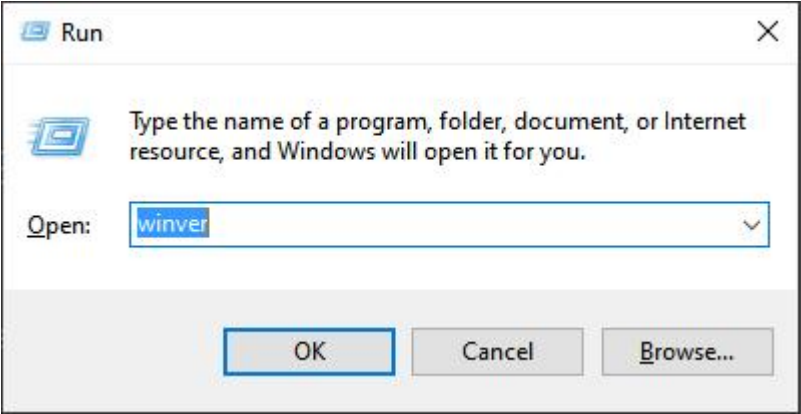 Run
Type the name of a program, folder, document, or Internet
resource, and Windows will open it for you.
Open: winver
OK Cancel Browse...